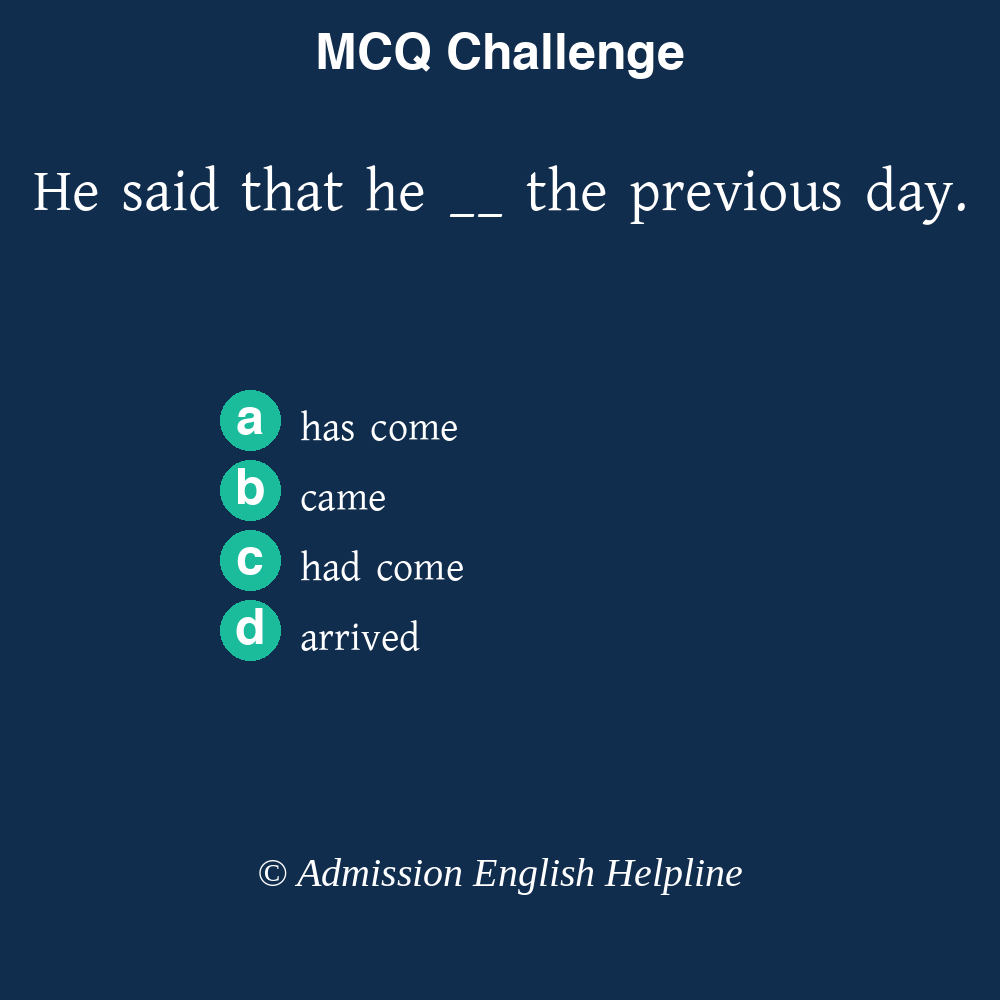 MCQ Challenge
He said that he __ the previous day.
a has come
b came
c had come
d arrived
© Admission English Helpline